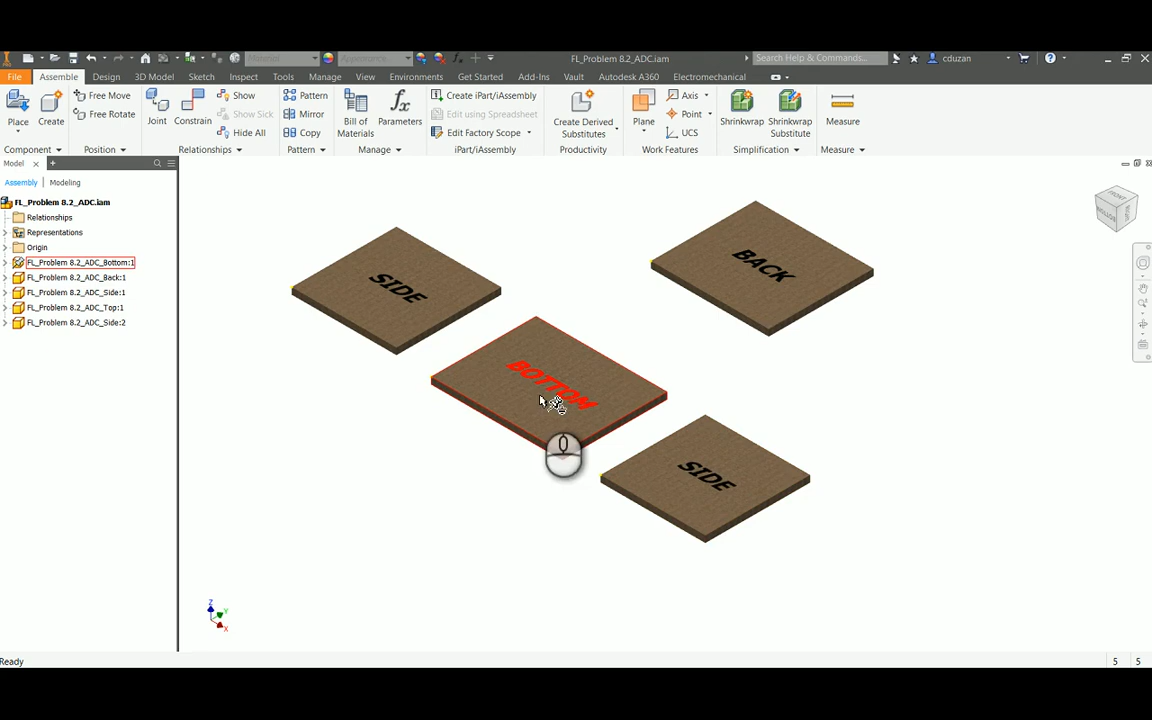 FL_Problem 8.2_ADC.iam
Search Help & Commands...
cduzan
File Assemble Design 3D Model Sketch Inspect Tools Manage View Environments Get Started Add-Ins Vault Autodesk A360 Electromechanical
Place
Create
Component
Free Move
Free Rotate
Position
Joint
Constrain
Show
Show Sick
Hide All
Relationships
Pattern
Mirror
Copy
Pattern
Bill of
Materials
Parameters
Manage
Create iPart/iAssembly
Edit using Spreadsheet
Edit Factory Scope
iPart/iAssembly
Create Derived
Substitutes
Productivity
Plane
Axis
Point
UCS
Work Features
Shrinkwrap
Shrinkwrap
Substitute
Simplification
Measure
Measure
Model
Assembly Modeling
FL_Problem 8.2_ADC.iam
Relationships
Representations
Origin
FL_Problem 8.2_ADC_Bottom:1
FL_Problem 8.2_ADC_Back:1
FL_Problem 8.2_ADC_Side:1
FL_Problem 8.2_ADC_Top:1
FL_Problem 8.2_ADC_Side:2
FRONT
SIDE
BACK
BOTTOM
SIDE
Z
Y
X
Ready
5 5